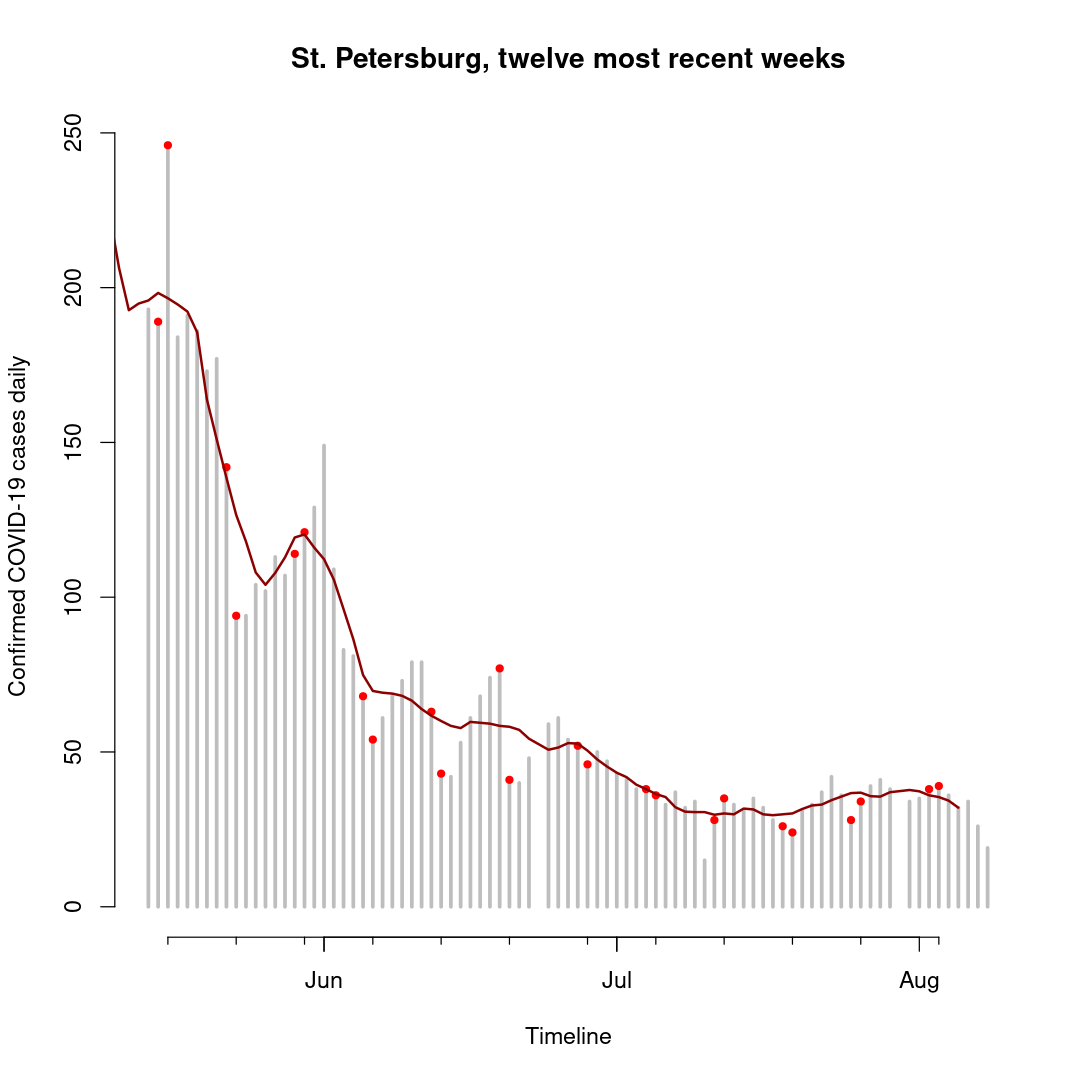 St. Petersburg, twelve most recent weeks
Confirmed COVID-19 cases daily
250
200
150
100
50
0
Jun Jul Aug
Timeline